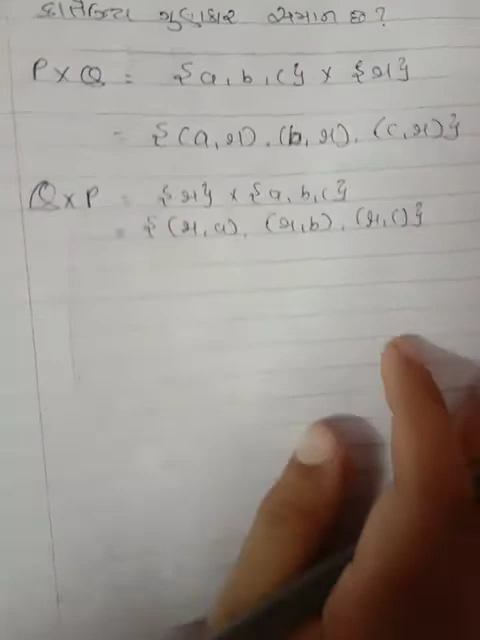 કાર્તેઝિય ગુણાકાર સમાન છે?
P × Q = {a, b, c} × {r}
= {(a, r), (b, r), (c, r)}
Q × P = {r} × {a, b, c}
= {(r, a), (r, b), (r, c)}